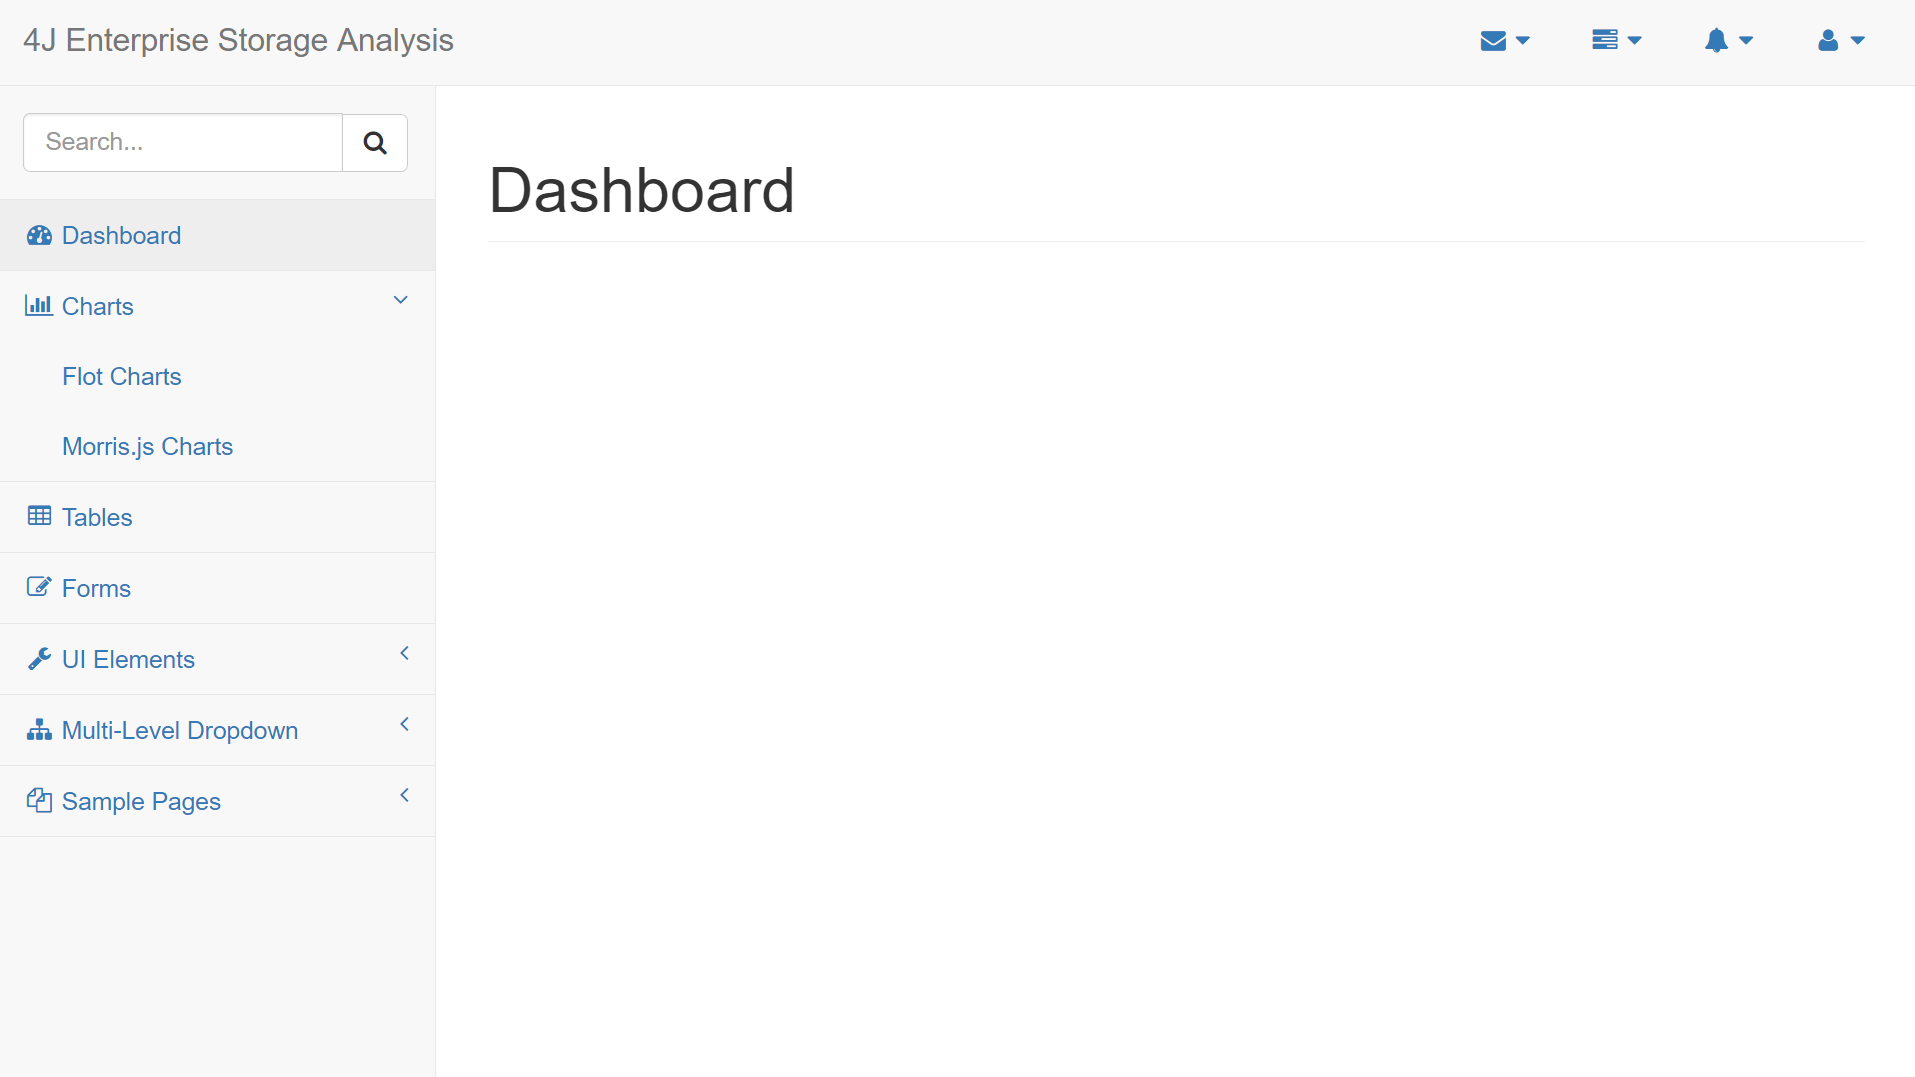 4J Enterprise Storage Analysis
Search...
Dashboard
Charts
Flot Charts
Morris.js Charts
Tables
Forms
UI Elements
Multi-Level Dropdown
Sample Pages
Dashboard